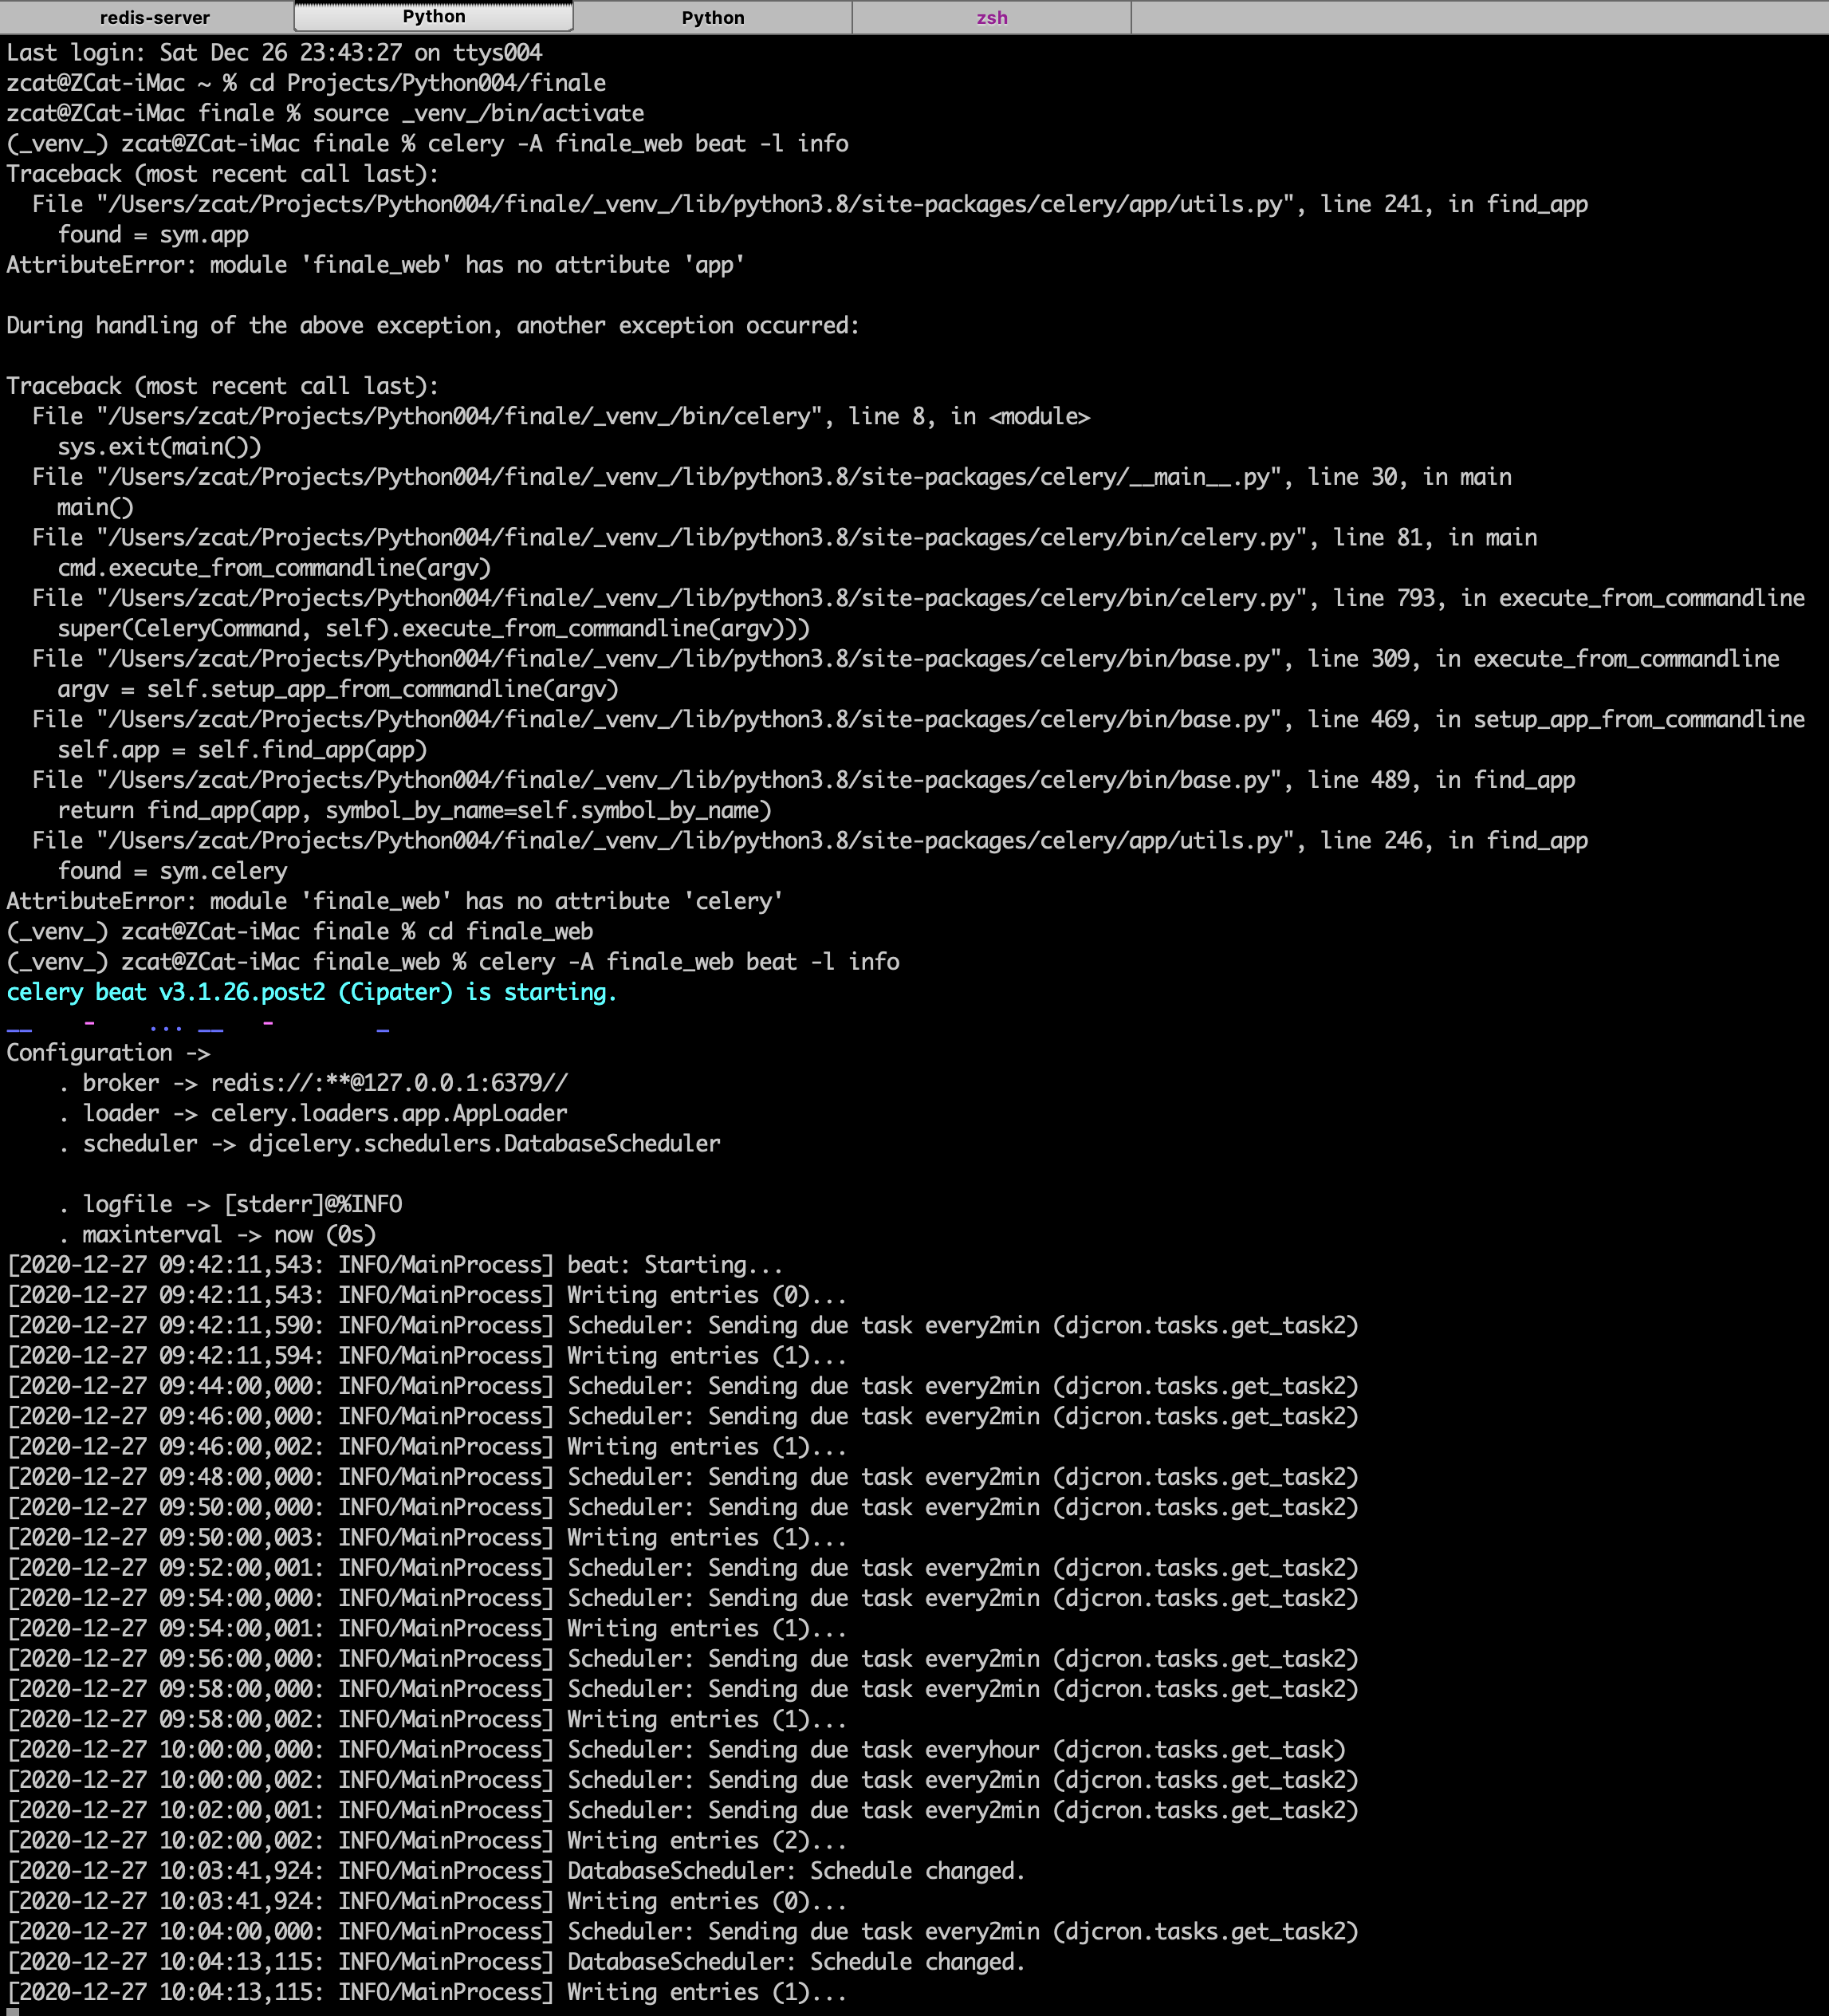 redis-server Python Python zsh
Last login: Sat Dec 26 23:43:27 on ttys004
zcat@ZCat-iMac ~ % cd Projects/Python004/finale
zcat@ZCat-iMac finale % source _venv_/bin/activate
(_venv_) zcat@ZCat-iMac finale % celery -A finale_web beat -l info
Traceback (most recent call last):
  File "/Users/zcat/Projects/Python004/finale/_venv_/lib/python3.8/site-packages/celery/app/utils.py", line 241, in find_app
    found = sym.app
AttributeError: module 'finale_web' has no attribute 'app'

During handling of the above exception, another exception occurred:

Traceback (most recent call last):
  File "/Users/zcat/Projects/Python004/finale/_venv_/bin/celery", line 8, in <module>
    sys.exit(main())
  File "/Users/zcat/Projects/Python004/finale/_venv_/lib/python3.8/site-packages/celery/__main__.py", line 30, in main
    main()
  File "/Users/zcat/Projects/Python004/finale/_venv_/lib/python3.8/site-packages/celery/bin/celery.py", line 81, in main
    cmd.execute_from_commandline(argv)
  File "/Users/zcat/Projects/Python004/finale/_venv_/lib/python3.8/site-packages/celery/bin/celery.py", line 793, in execute_from_commandline
    super(CeleryCommand, self).execute_from_commandline(argv)))
  File "/Users/zcat/Projects/Python004/finale/_venv_/lib/python3.8/site-packages/celery/bin/base.py", line 309, in execute_from_commandline
    argv = self.setup_app_from_commandline(argv)
  File "/Users/zcat/Projects/Python004/finale/_venv_/lib/python3.8/site-packages/celery/bin/base.py", line 469, in setup_app_from_commandline
    self.app = self.find_app(app)
  File "/Users/zcat/Projects/Python004/finale/_venv_/lib/python3.8/site-packages/celery/bin/base.py", line 489, in find_app
    return find_app(app, symbol_by_name=self.symbol_by_name)
  File "/Users/zcat/Projects/Python004/finale/_venv_/lib/python3.8/site-packages/celery/app/utils.py", line 246, in find_app
    found = sym.celery
AttributeError: module 'finale_web' has no attribute 'celery'
(_venv_) zcat@ZCat-iMac finale % cd finale_web
(_venv_) zcat@ZCat-iMac finale_web % celery -A finale_web beat -l info
celery beat v3.1.26.post2 (Cipater) is starting.
__    -    ... __   -        _
Configuration ->
    . broker -> redis://:**@127.0.0.1:6379//
    . loader -> celery.loaders.app.AppLoader
    . scheduler -> djcelery.schedulers.DatabaseScheduler

    . logfile -> [stderr]@%INFO
    . maxinterval -> now (0s)
[2020-12-27 09:42:11,543: INFO/MainProcess] beat: Starting...
[2020-12-27 09:42:11,543: INFO/MainProcess] Writing entries (0)...
[2020-12-27 09:42:11,590: INFO/MainProcess] Scheduler: Sending due task every2min (djcron.tasks.get_task2)
[2020-12-27 09:42:11,594: INFO/MainProcess] Writing entries (1)...
[2020-12-27 09:44:00,000: INFO/MainProcess] Scheduler: Sending due task every2min (djcron.tasks.get_task2)
[2020-12-27 09:46:00,000: INFO/MainProcess] Scheduler: Sending due task every2min (djcron.tasks.get_task2)
[2020-12-27 09:46:00,002: INFO/MainProcess] Writing entries (1)...
[2020-12-27 09:48:00,000: INFO/MainProcess] Scheduler: Sending due task every2min (djcron.tasks.get_task2)
[2020-12-27 09:50:00,000: INFO/MainProcess] Scheduler: Sending due task every2min (djcron.tasks.get_task2)
[2020-12-27 09:50:00,003: INFO/MainProcess] Writing entries (1)...
[2020-12-27 09:52:00,001: INFO/MainProcess] Scheduler: Sending due task every2min (djcron.tasks.get_task2)
[2020-12-27 09:54:00,000: INFO/MainProcess] Scheduler: Sending due task every2min (djcron.tasks.get_task2)
[2020-12-27 09:54:00,001: INFO/MainProcess] Writing entries (1)...
[2020-12-27 09:56:00,000: INFO/MainProcess] Scheduler: Sending due task every2min (djcron.tasks.get_task2)
[2020-12-27 09:58:00,000: INFO/MainProcess] Scheduler: Sending due task every2min (djcron.tasks.get_task2)
[2020-12-27 09:58:00,002: INFO/MainProcess] Writing entries (1)...
[2020-12-27 10:00:00,000: INFO/MainProcess] Scheduler: Sending due task everyhour (djcron.tasks.get_task)
[2020-12-27 10:00:00,002: INFO/MainProcess] Scheduler: Sending due task every2min (djcron.tasks.get_task2)
[2020-12-27 10:02:00,001: INFO/MainProcess] Scheduler: Sending due task every2min (djcron.tasks.get_task2)
[2020-12-27 10:02:00,002: INFO/MainProcess] Writing entries (2)...
[2020-12-27 10:03:41,924: INFO/MainProcess] DatabaseScheduler: Schedule changed.
[2020-12-27 10:03:41,924: INFO/MainProcess] Writing entries (0)...
[2020-12-27 10:04:00,000: INFO/MainProcess] Scheduler: Sending due task every2min (djcron.tasks.get_task2)
[2020-12-27 10:04:13,115: INFO/MainProcess] DatabaseScheduler: Schedule changed.
[2020-12-27 10:04:13,115: INFO/MainProcess] Writing entries (1)...